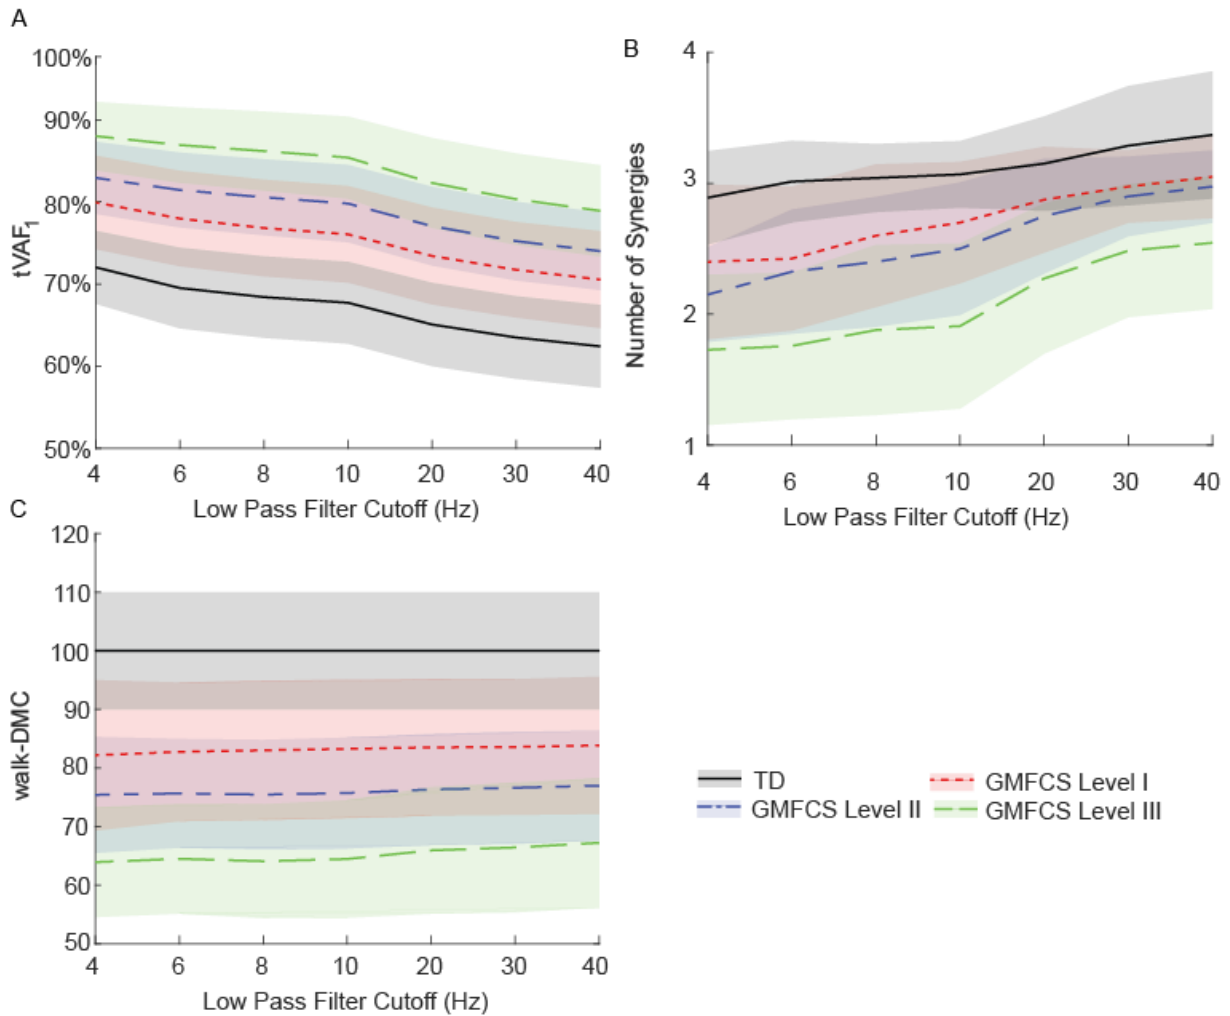 A
100%
90%
80%
70%
60%
50%
tVAF1
4 6 8 10 20 30 40
Low Pass Filter Cutoff (Hz)
B
4
3
2
1
Number of Synergies
4 6 8 10 20 30 40
Low Pass Filter Cutoff (Hz)
C
120
110
100
90
80
70
60
50
walk-DMC
4 6 8 10 20 30 40
Low Pass Filter Cutoff (Hz)
TD
GMFCS Level I
GMFCS Level II
GMFCS Level III